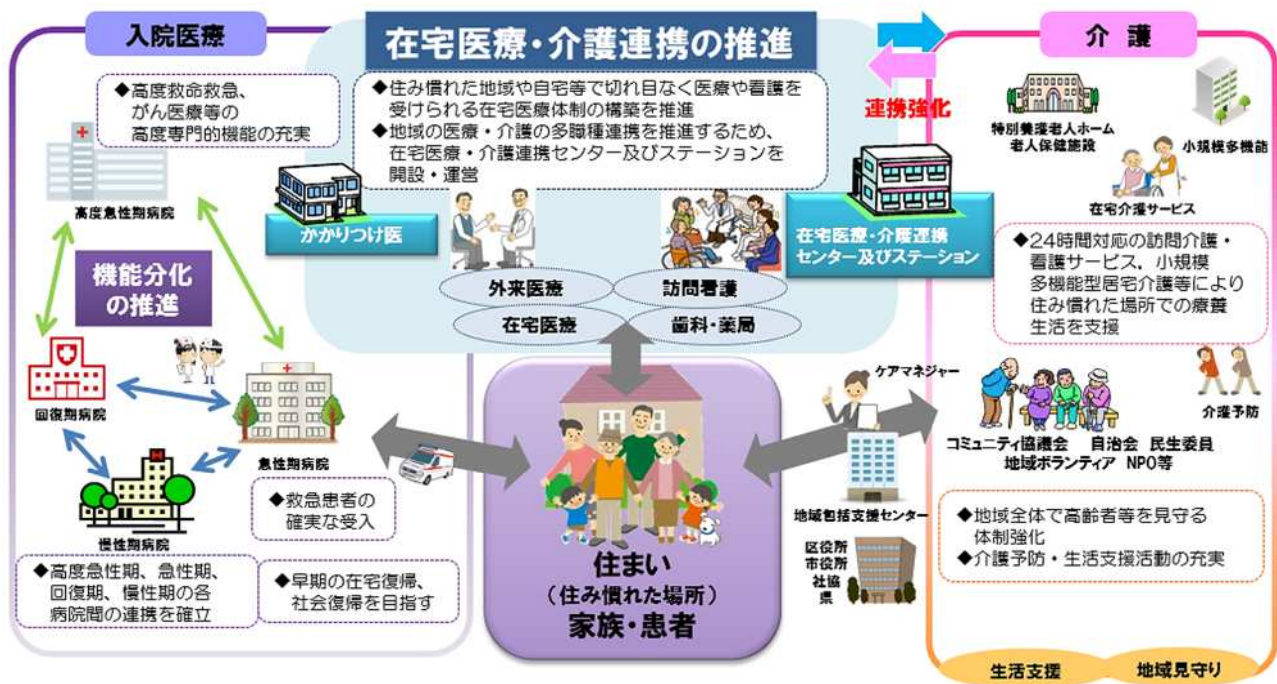 入院医療
◆高度救命救急、
がん医療等の
高度専門的機能の充実
高度急性期病院
機能分化
の推進
回復期病院
急性期病院
慢性期病院
◆救急患者の
確実な受入
◆高度急性期、急性期、
回復期、慢性期の各
病院間の連携を確立
◆早期の在宅復帰、
社会復帰を目指す
在宅医療・介護連携の推進
◆住み慣れた地域や自宅等で切れ目なく医療や看護を
受けられる在宅医療体制の構築を推進
◆地域の医療・介護の多職種連携を推進するため、
在宅医療・介護連携センター及びステーションを
開設・運営
かかりつけ医
在宅医療・介護連携
センター及びステーション
外来医療
訪問看護
在宅医療
歯科・薬局
住まい
(住み慣れた場所)
家族・患者
連携強化
ケアマネジャー
地域包括支援センター
区役所
市役所
社協
県
介護
特別養護老人ホーム
老人保健施設
小規模多機能
在宅介護サービス
◆24時間対応の訪問介護・
看護サービス，小規模
多機能型居宅介護等により
住み慣れた場所での療養
生活を支援
介護予防
コミュニティ協議会 自治会 民生委員
地域ボランティア NPO等
◆地域全体で高齢者等を見守る
体制強化
◆介護予防・生活支援活動の充実
生活支援
地域見守り